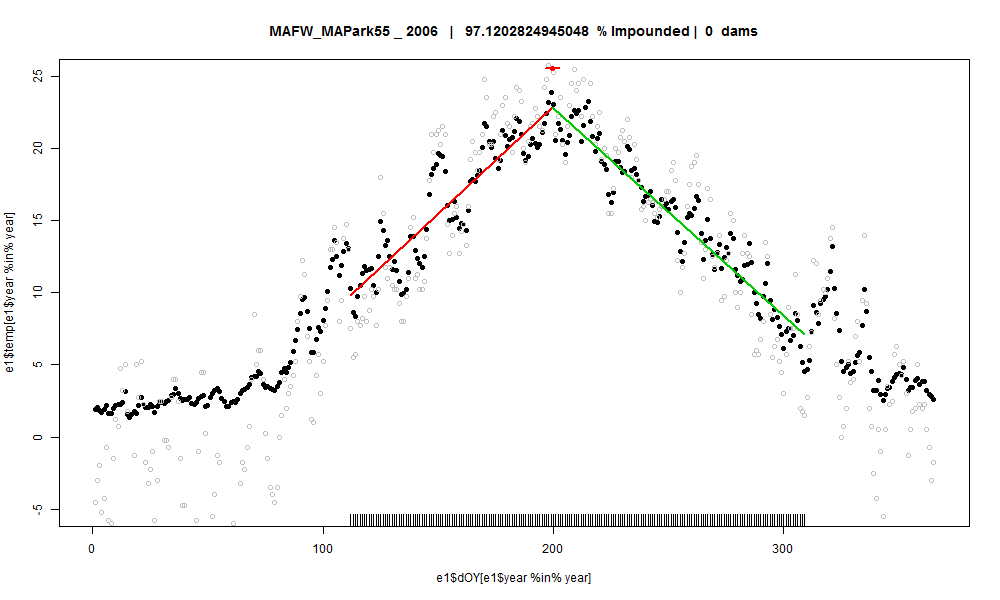 MAFW_MAPark55 _ 2006 | 97.1202824945048 % Impounded | 0 dams
25
20
15
10
5
0
-5
e1$temp[e1$year %in% year]
0 100 200 300
e1$dOY[e1$year %in% year]